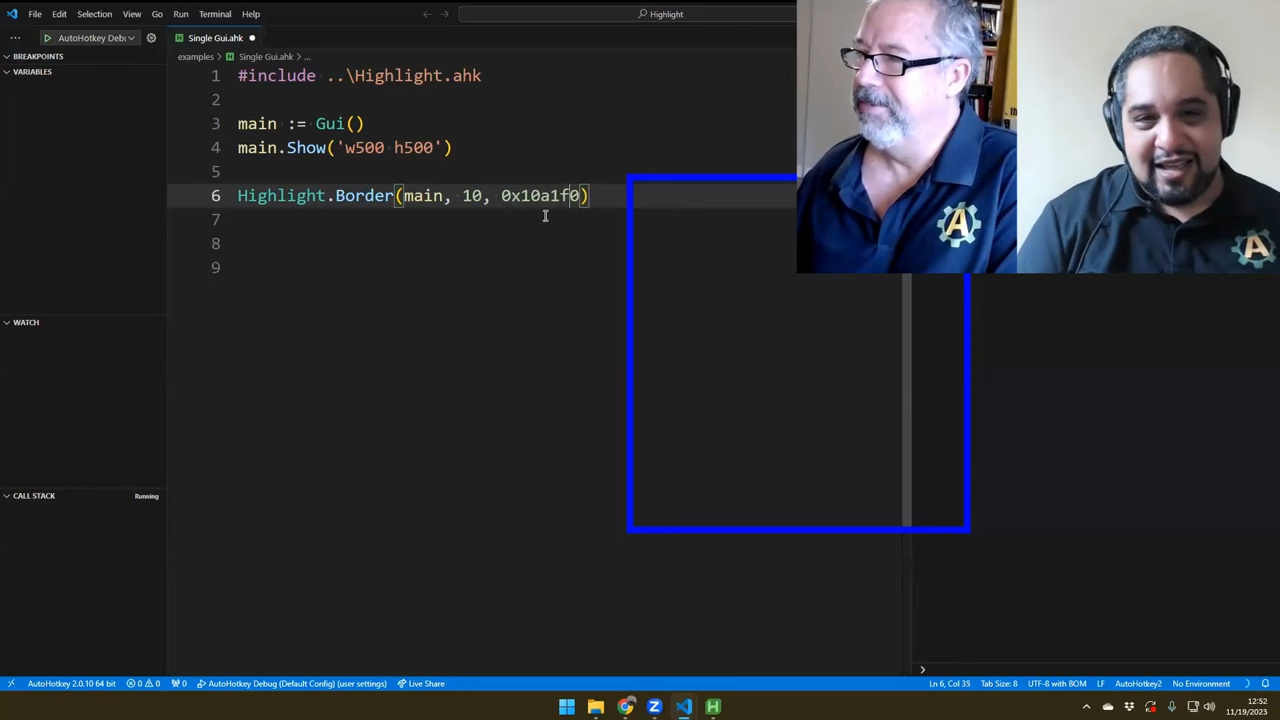 File Edit Selection View Go Run Terminal Help
Highlight
AutoHotkey Deb
Single Gui.ahk
BREAKPOINTS
examples > Single Gui.ahk > ...
VARIABLES
1 #include ..\Highlight.ahk
2
3 main := Gui()
4 main.Show('w500 h500')
5
6 Highlight.Border(main, 10, 0x10a1f0)
7
8
9
A
A
WATCH
CALL STACK
Running
AutoHotkey 2.0.10 64 bit 0 0 0 AutoHotkey Debug (Default Config) (user settings) Live Share Ln 6, Col 35 Tab Size: 8 UTF-8 with BOM LF AutoHotkey2 No Environment
Z
H
12:52
11/19/2023